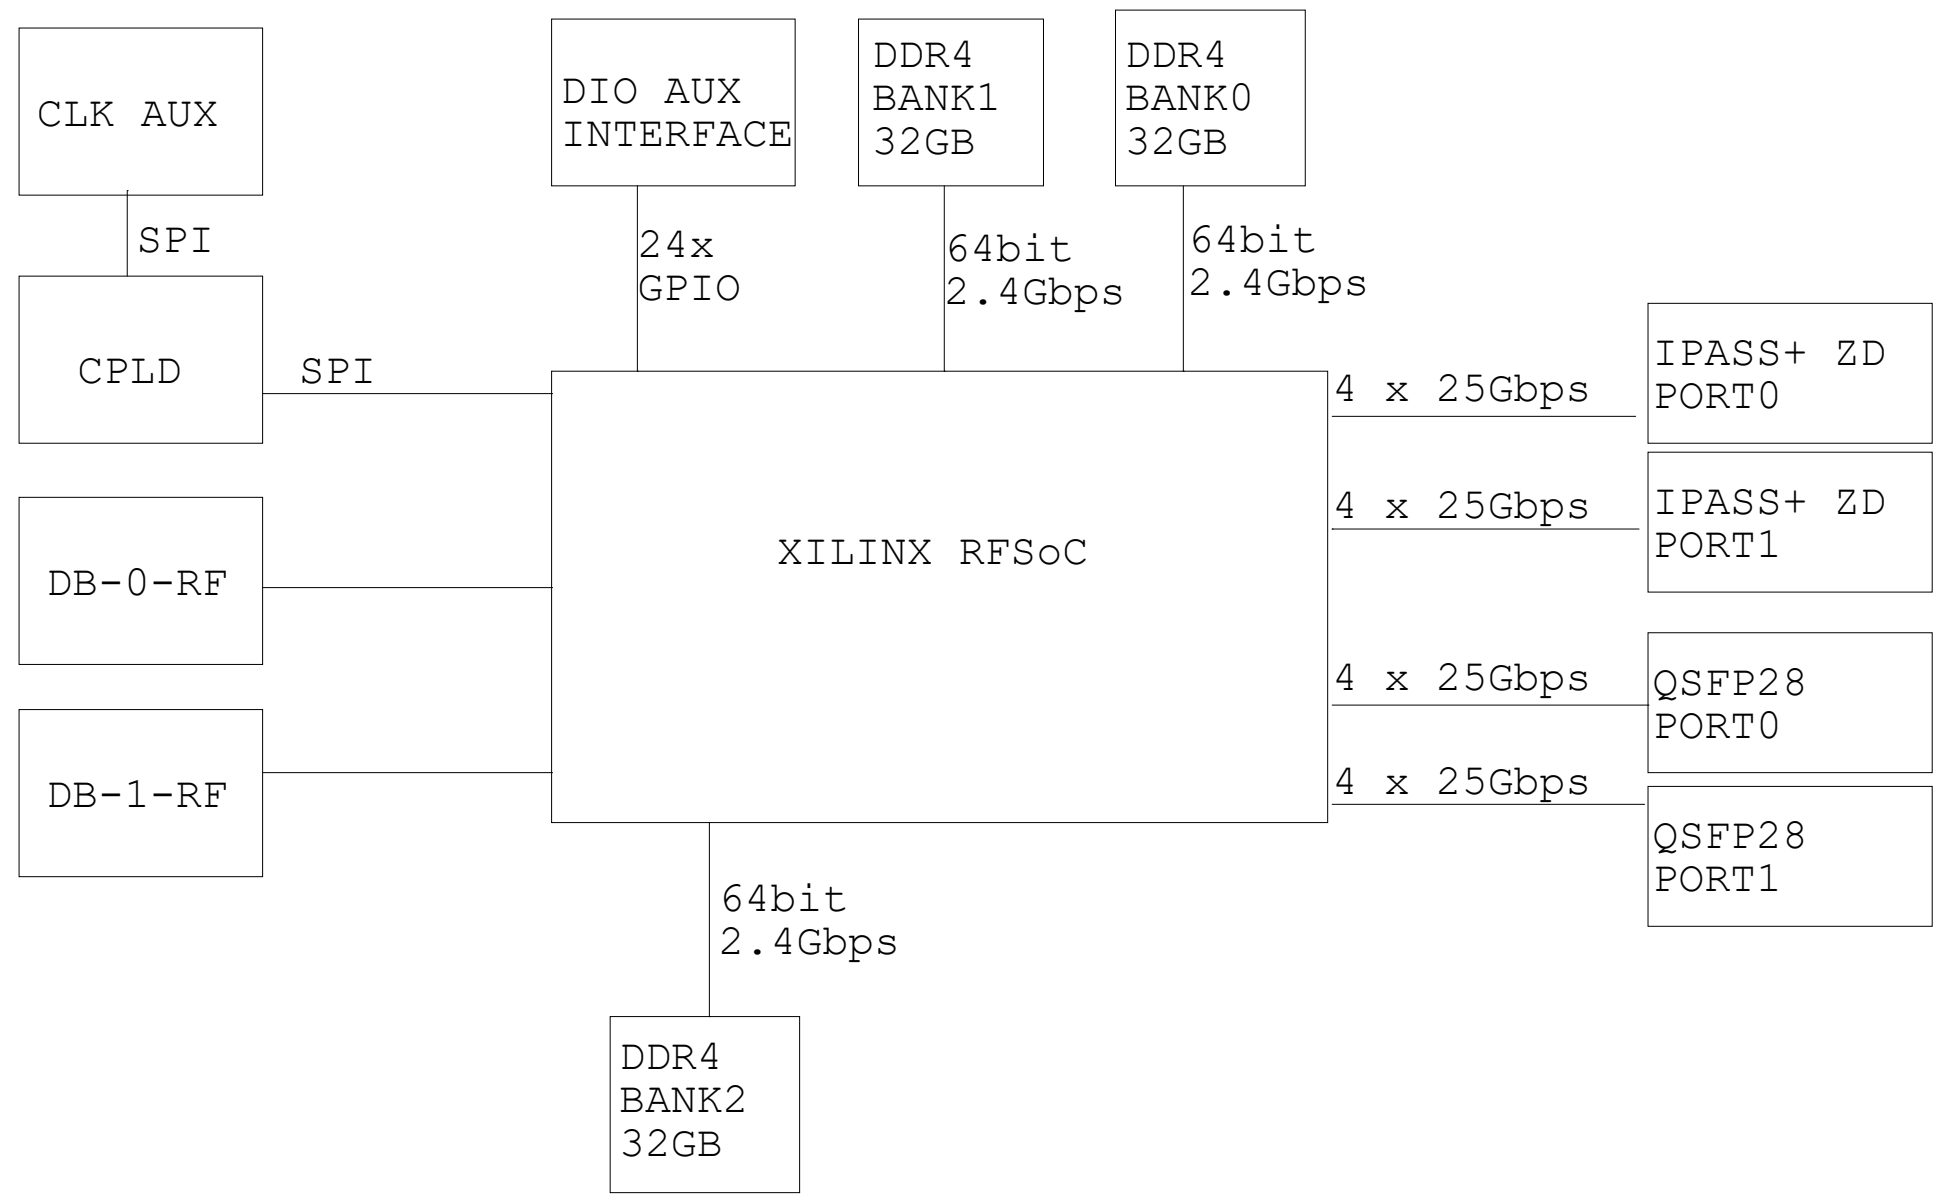 CLK AUX
SPI
CPLD
SPI
DB-0-RF
DB-1-RF
DIO AUX
INTERFACE
24x
GPIO
DDR4
BANK1
32GB
64bit
2.4Gbps
DDR4
BANK0
32GB
64bit
2.4Gbps
XILINX RFSoC
4 x 25Gbps
IPASS+ ZD
PORT0
4 x 25Gbps
IPASS+ ZD
PORT1
4 x 25Gbps
QSFP28
PORT0
4 x 25Gbps
QSFP28
PORT1
64bit
2.4Gbps
DDR4
BANK2
32GB